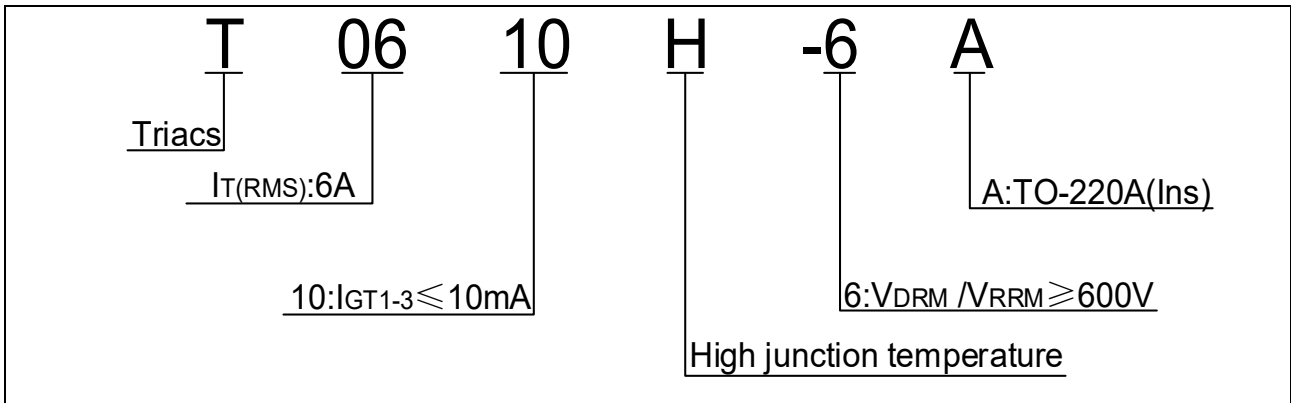 T 06 10 H -6 A
Triacs
IT(RMS):6A
A:TO-220A(Ins)
10:IGT1-3≤10mA
6:VDRM /VRRM≥600V
High junction temperature